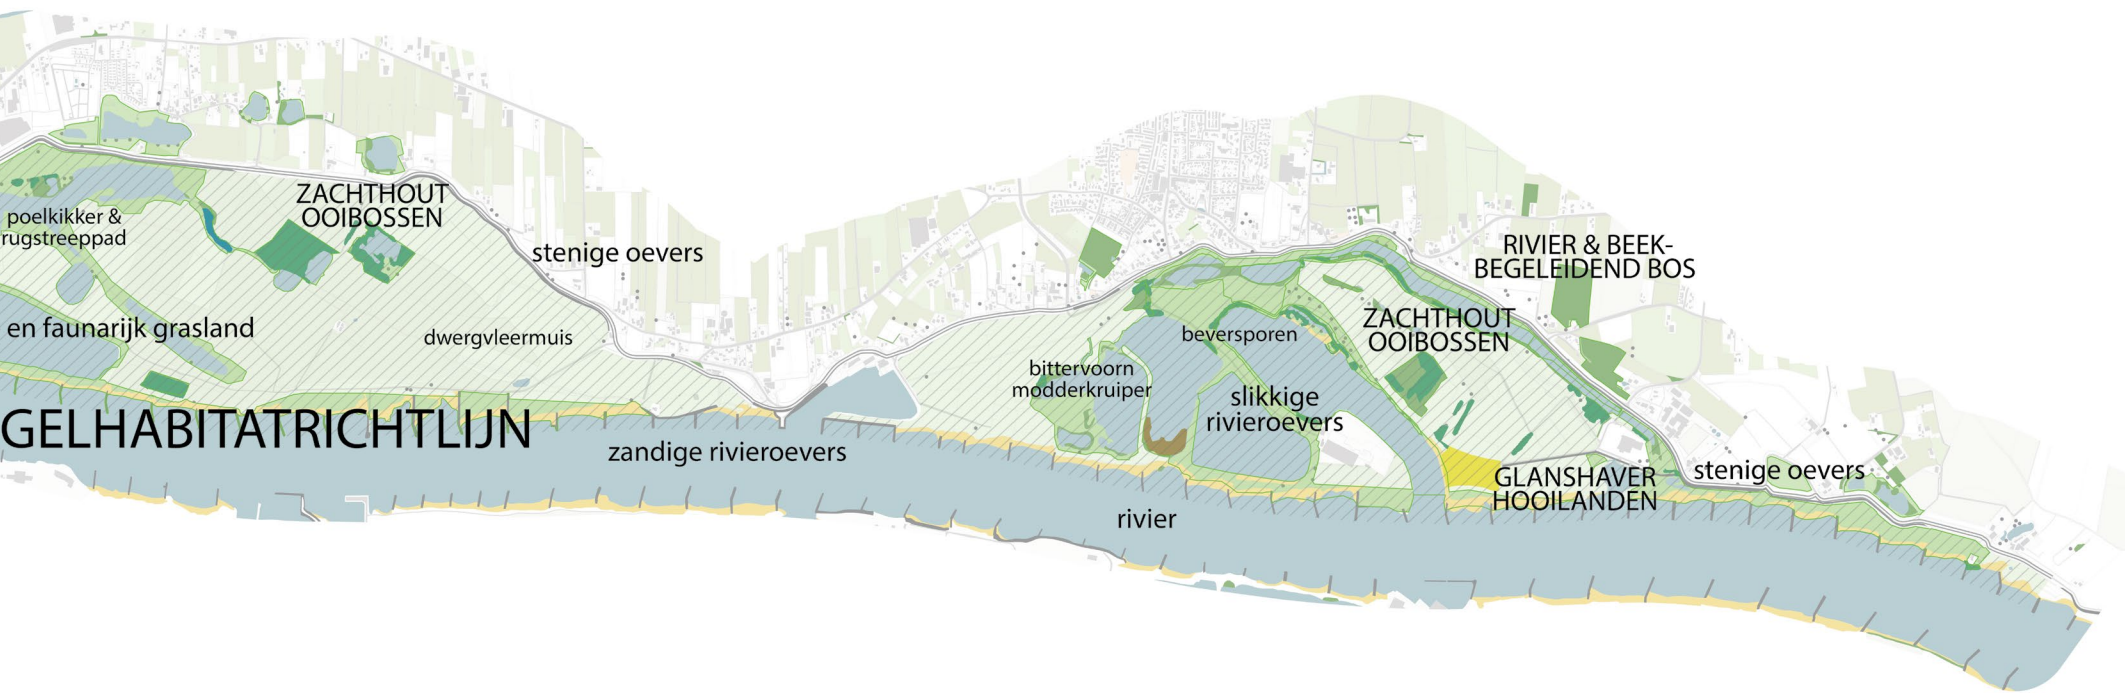 ZACHTHOUT
OOIBOSSEN
poelkikker &
rugstreeppad
stenige oevers
en faunarijk grasland
dwergvleermuis
GELHABITATRICHTLIJN
zandige rivieroevers
RIVIER & BEEK-
BEGELEIDEND BOS
ZACHTHOUT
OOIBOSSEN
beversporen
bittervoorn
modderkruiper
slikkige
rivieroevers
GLANSHAVER
HOOILANDEN
stenige oevers
rivier